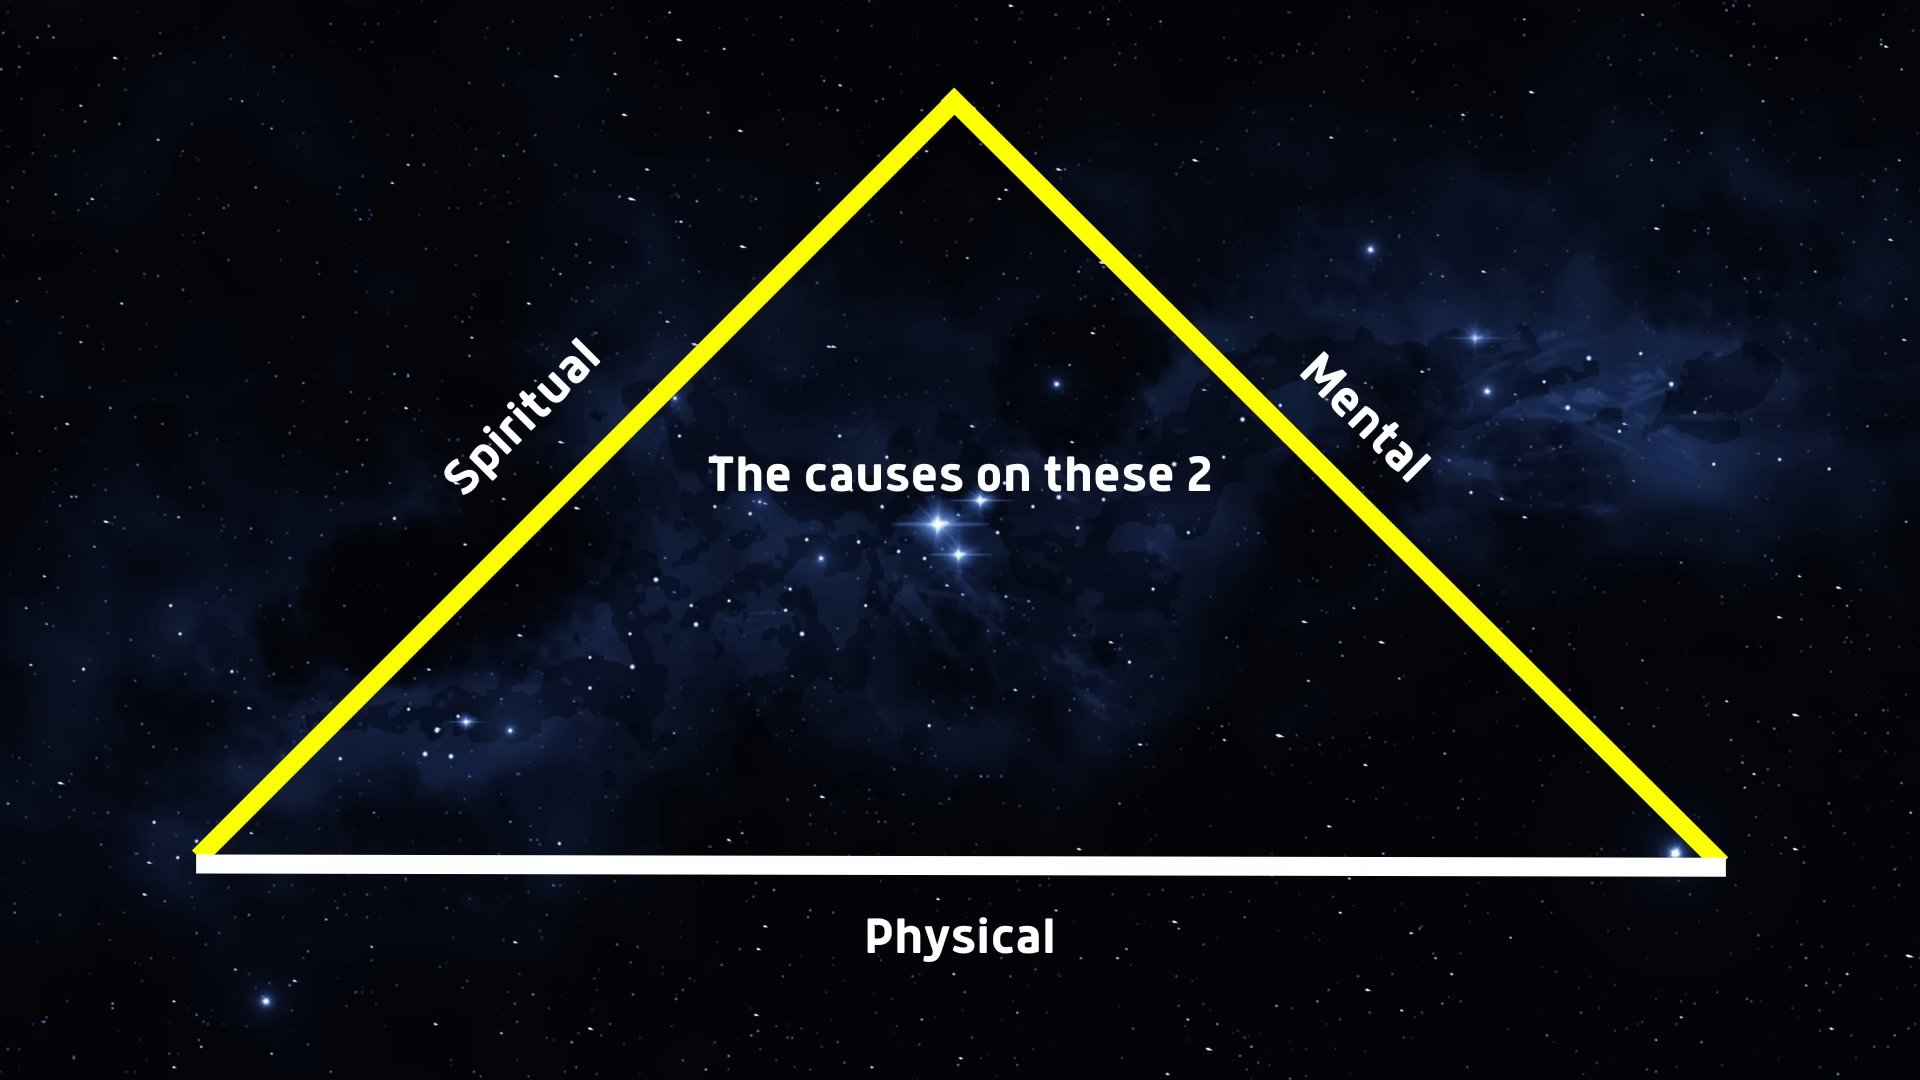 Spiritual
Mental
The causes on these 2
Physical